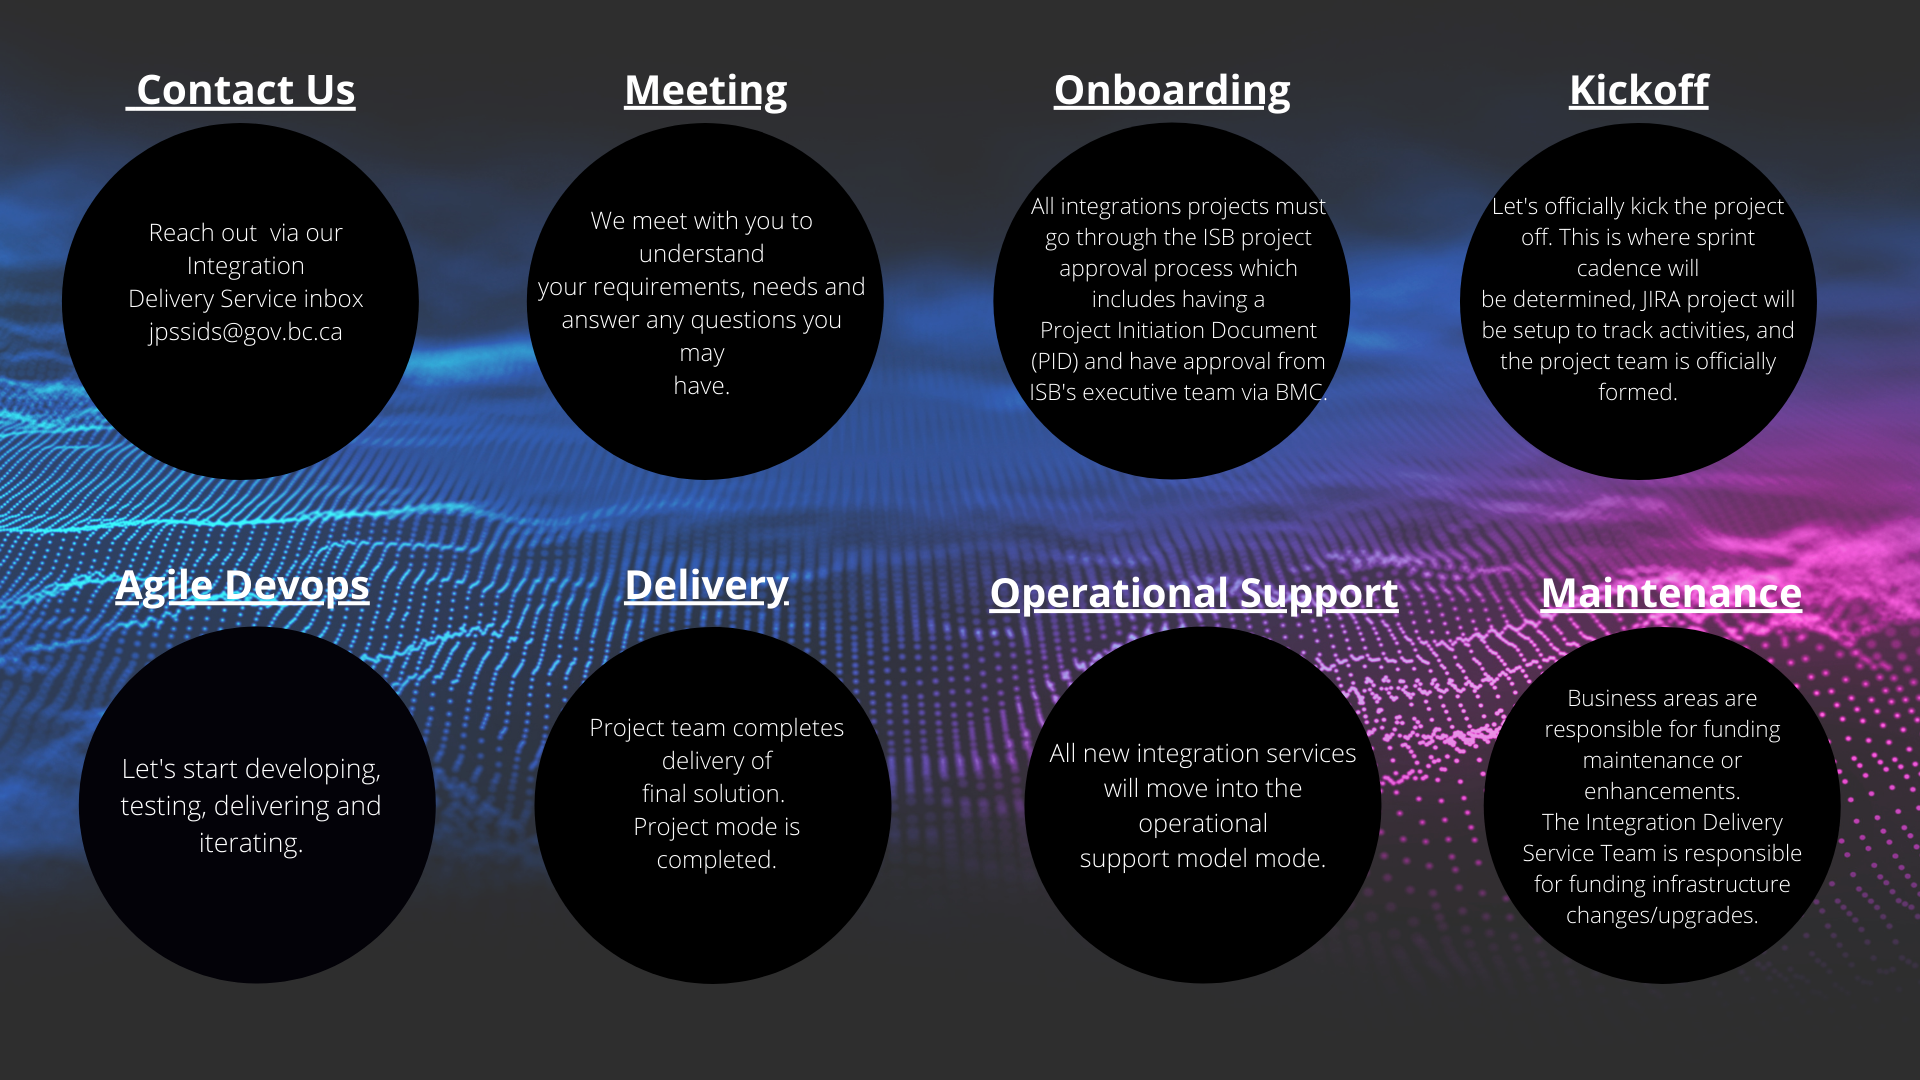 Contact Us
Reach out  via our
Integration
Delivery Service inbox
jpssids@gov.bc.ca
Meeting
We meet with you to
understand
your requirements, needs and
answer any questions you
may
have.
Onboarding
All integrations projects must
go through the ISB project
approval process which
includes having a
Project Initiation Document
(PID) and have approval from
ISB's executive team via BMC.
Kickoff
Let's officially kick the project
off. This is where sprint
cadence will
be determined, JIRA project will
be setup to track activities, and
the project team is officially
formed.
Agile Devops
Let's start developing,
testing, delivering and
iterating.
Delivery
Project team completes
delivery of
final solution.
Project mode is
completed.
Operational Support
All new integration services
will move into the
operational
support model mode.
Maintenance
Business areas are
responsible for funding
maintenance or
enhancements.
The Integration Delivery
Service Team is responsible
for funding infrastructure
changes/upgrades.